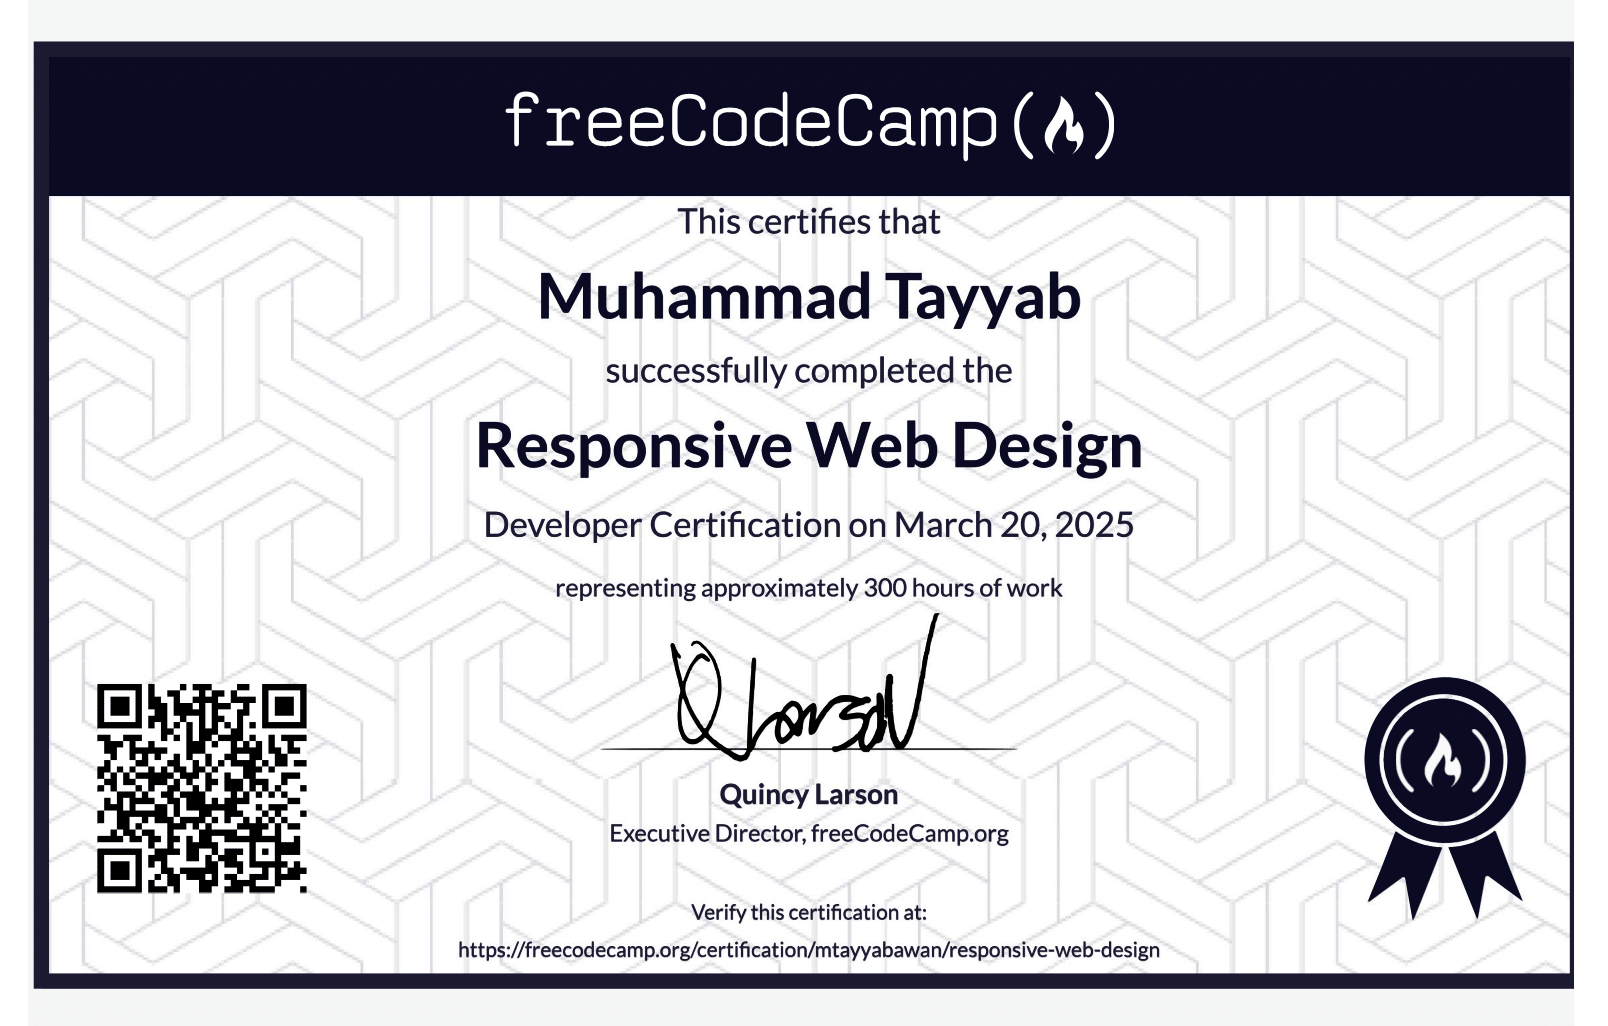 freeCodeCamp
This certifies that
Muhammad Tayyab
successfully completed the
Responsive Web Design
Developer Certification on March 20, 2025
representing approximately 300 hours of work
Q Larson
Quincy Larson
Executive Director, freeCodeCamp.org
Verify this certification at:
https://freecodecamp.org/certification/mtayyabawan/responsive-web-design